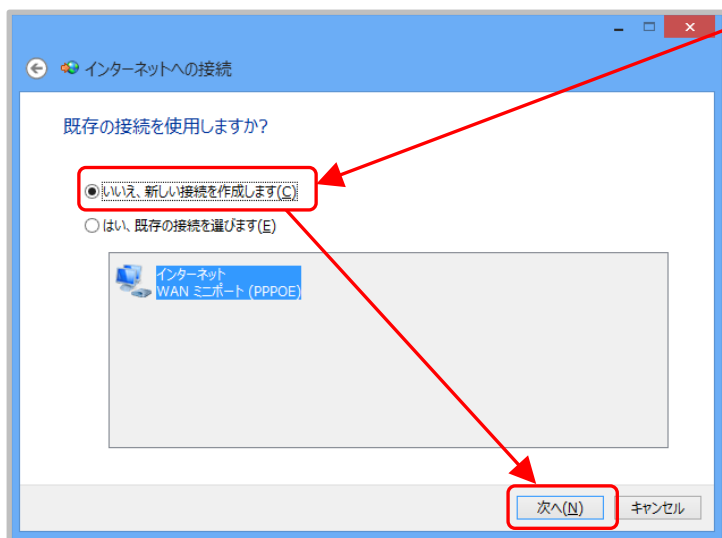 インターネットへの接続
既存の接続を使用しますか?
いいえ、新しい接続を作成します(C)
はい、既存の接続を選びます(E)
インターネット
WAN ミニポート (PPPOE)
次へ(N)
キャンセル